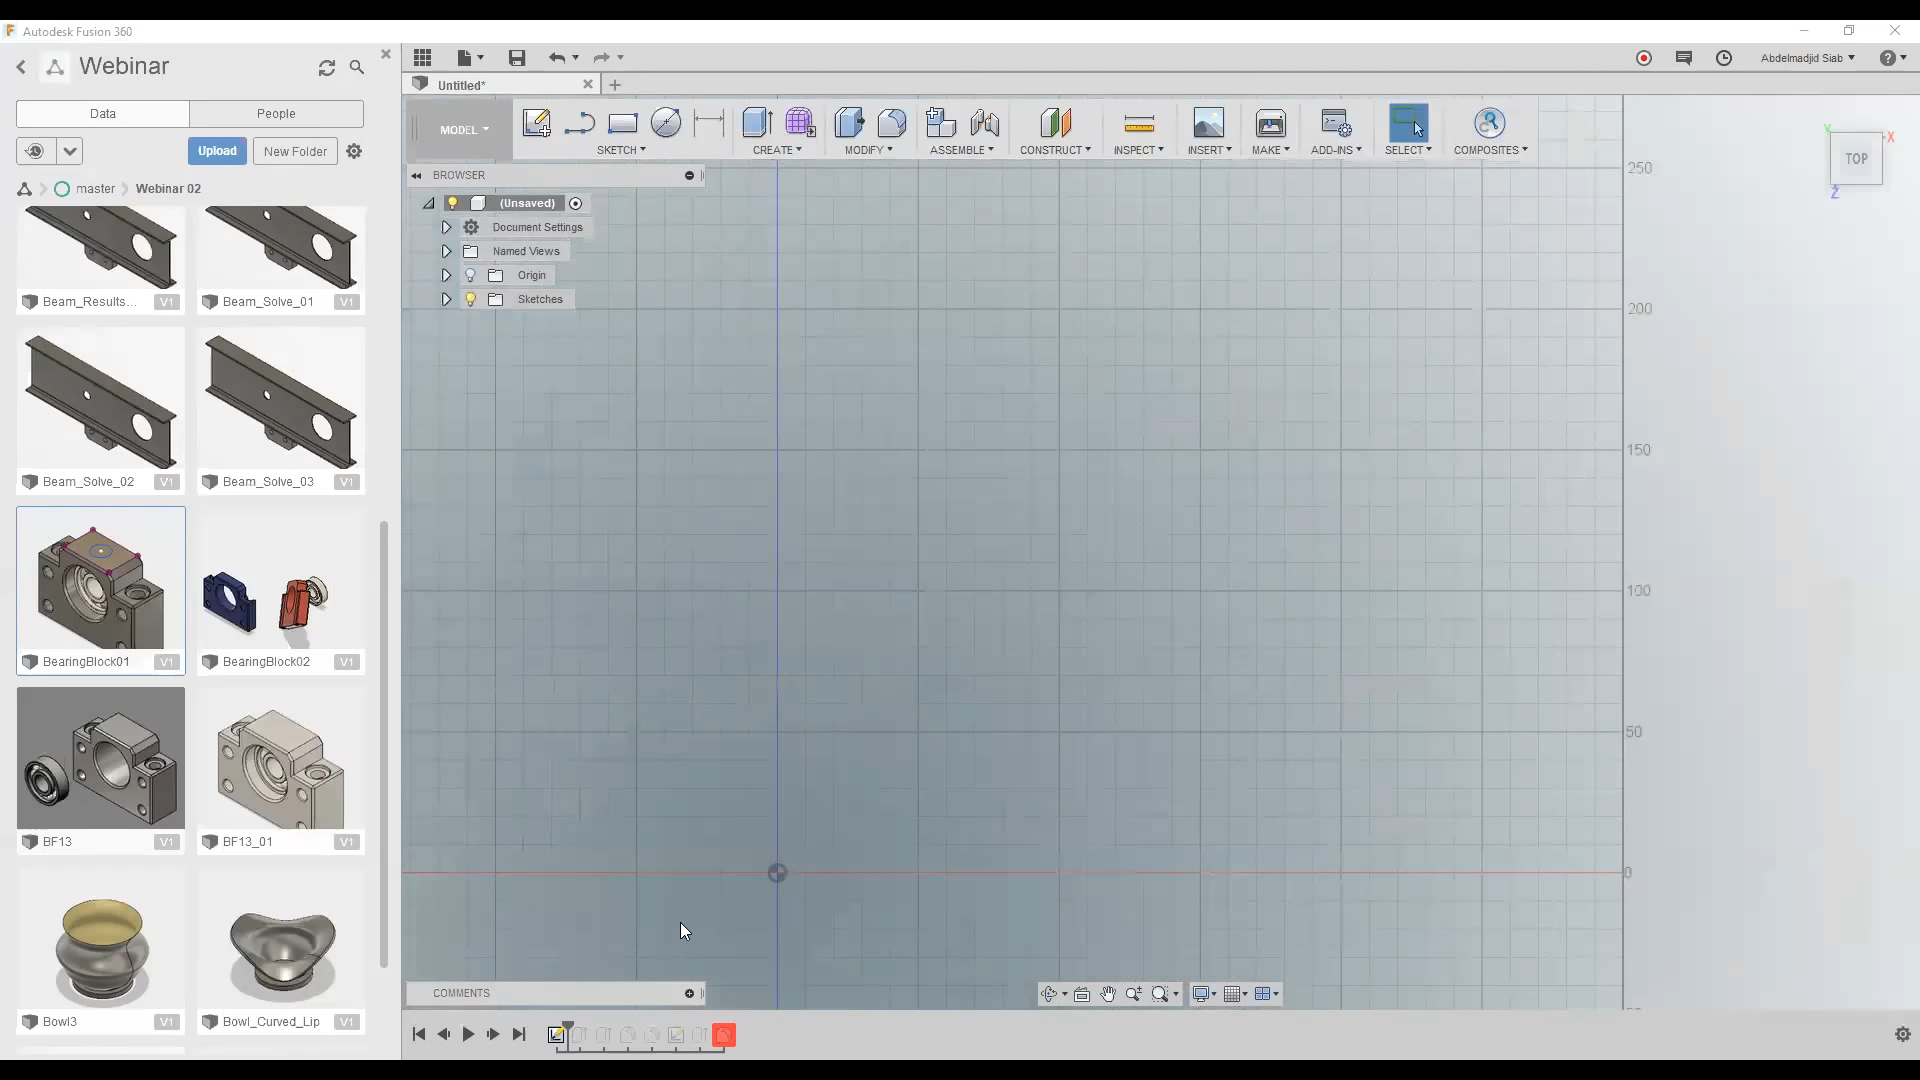 Autodesk Fusion 360
Webinar
Data
People
Upload
New Folder
master
Webinar 02
Beam_Results...
V1
Beam_Solve_01
V1
Beam_Solve_02
V1
Beam_Solve_03
V1
BearingBlock01
V1
BearingBlock02
V1
BF13
V1
BF13_01
V1
Bowl3
V1
Bowl_Curved_Lip
V1
Abdelmadjid Siab
Untitled*
MODEL
SKETCH
CREATE
MODIFY
ASSEMBLE
CONSTRUCT
INSPECT
INSERT
MAKE
ADD-INS
SELECT
COMPOSITES
BROWSER
(Unsaved)
Document Settings
Named Views
Origin
Sketches
X
Y
TOP
Z
250
200
150
100
50
0
COMMENTS